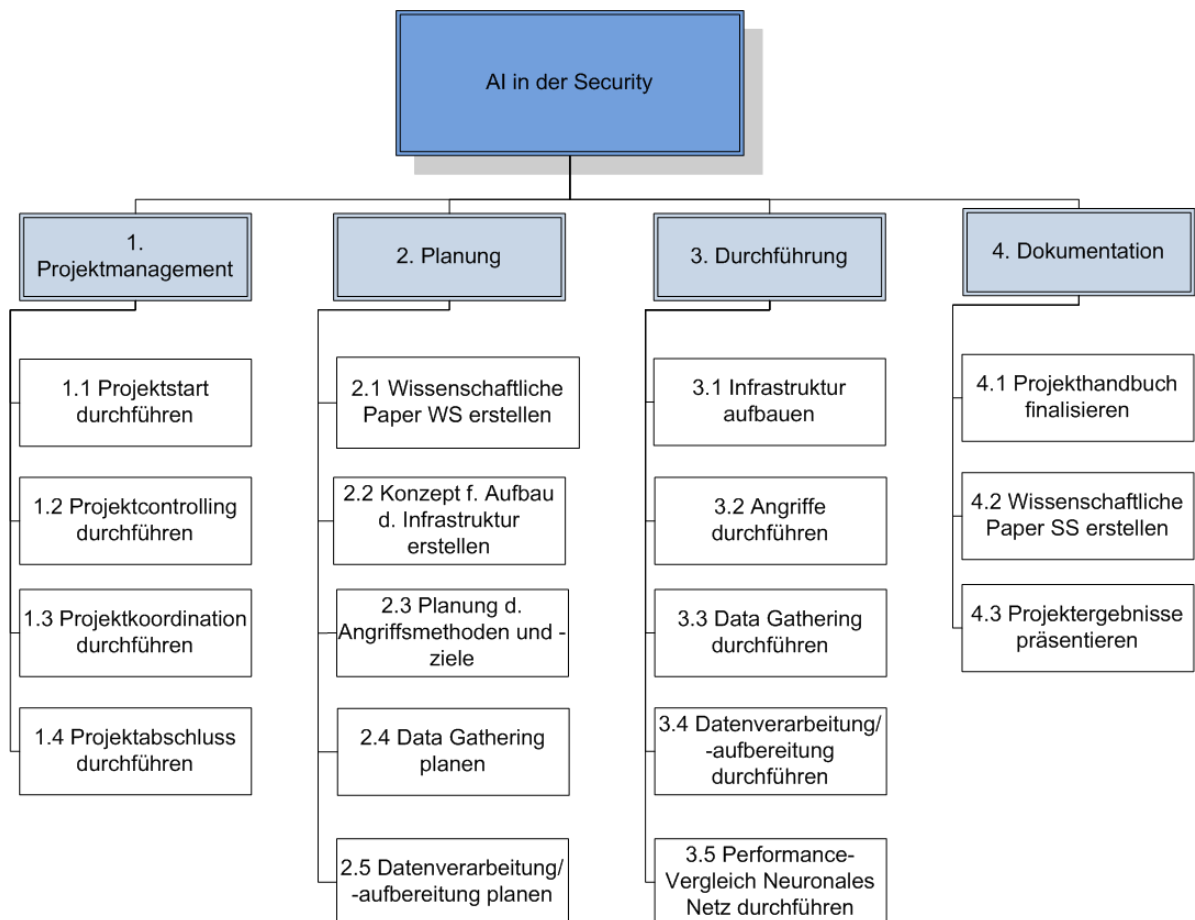 AI in der Security
1.
Projektmanagement
2. Planung
3. Durchführung
4. Dokumentation
1.1 Projektstart
durchführen
1.2 Projektcontrolling
durchführen
1.3 Projektkoordination
durchführen
1.4 Projektabschluss
durchführen
2.1 Wissenschaftliche
Paper WS erstellen
2.2 Konzept f. Aufbau
d. Infrastruktur
erstellen
2.3 Planung d.
Angriffsmethoden und -
ziele
2.4 Data Gathering
planen
2.5 Datenverarbeitung/
-aufbereitung planen
3.1 Infrastruktur
aufbauen
3.2 Angriffe
durchführen
3.3 Data Gathering
durchführen
3.4 Datenverarbeitung/
-aufbereitung
durchführen
3.5 Performance-
Vergleich Neuronales
Netz durchführen
4.1 Projekthandbuch
finalisieren
4.2 Wissenschaftliche
Paper SS erstellen
4.3 Projektergebnisse
präsentieren